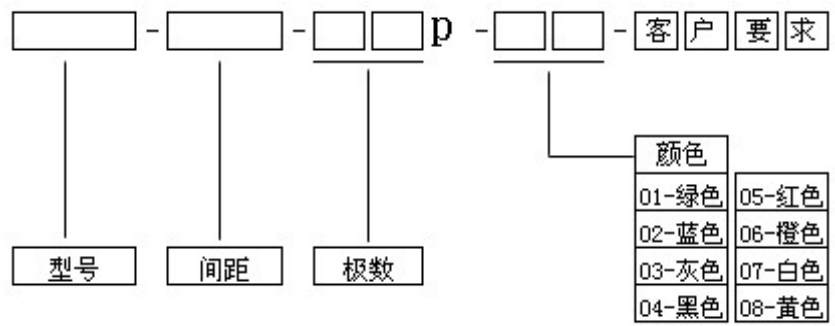 - - p - - 客户要求
颜色
01-绿色 05-红色
02-蓝色 06-橙色
型号 间距 极数 03-灰色 07-白色
04-黑色 08-黄色